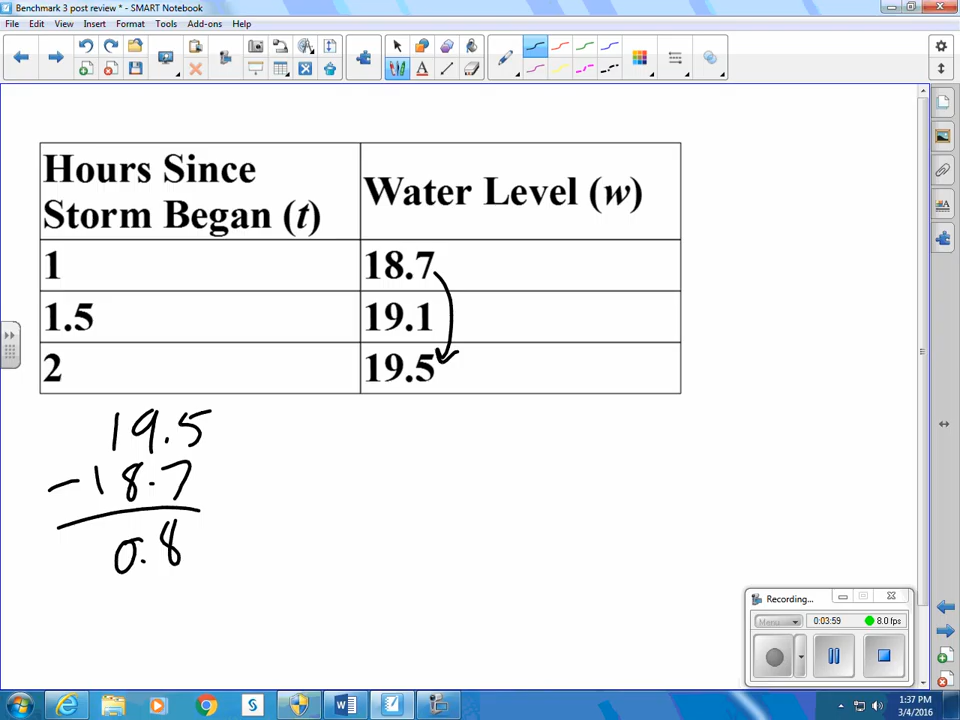 Benchmark 3 post review * - SMART Notebook
File Edit View Insert Format Tools Add-ons Help
Hours Since Water Level (w)
Storm Began (t)
1 18.7
1.5 19.1
2 19.5
19.5
-18.7
0.8
Recording...
Menu 0:03:59 8.0 fps
1:37 PM
3/4/2016